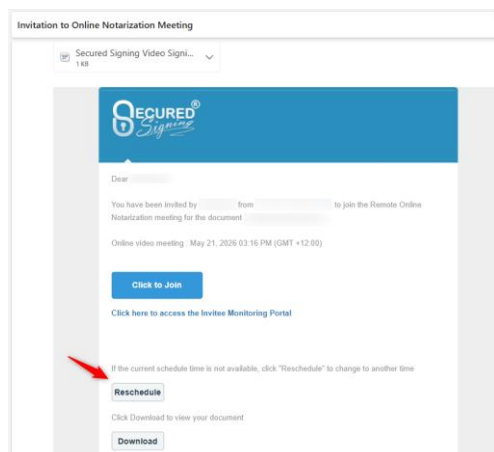 Invitation to Online Notarization Meeting
Secured Signing Video Signi...
1 KB
SECURED®
Signing
Dear
You have been invited by from to join the Remote Online
Notarization meeting for the document
Online video meeting : May 21, 2026 03:16 PM (GMT +12:00)
Click to Join
Click here to access the Invitee Monitoring Portal
If the current schedule time is not available, click "Reschedule" to change to another time
Reschedule
Click Download to view your document
Download